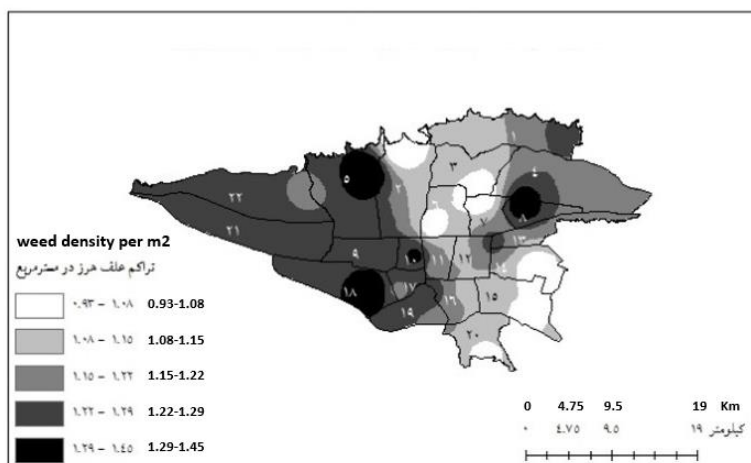 ۱
۳
۴
۵
۲
۲۲
۶
۷
۸
۲۱
۹
۱۰
۱۱
۱۲
۱۳
۱۴
۱۸
۱۷
۱۶
۱۵
۱۹
۲۰
weed density per m2
تراکم علف هرز در مترمربع
۰.۹۳ – ۱.۰۸ 0.93-1.08
۱.۰۸ – ۱.۱۵ 1.08-1.15
۱.۱۵ – ۱.۲۲ 1.15-1.22
۱.۲۲ – ۱.۲۹ 1.22-1.29
۱.۲۹ – ۱.۴۵ 1.29-1.45
0 4.75 9.5 19 Km
۰ ۴.۷۵ ۹.۵ ۱۹ کیلومتر